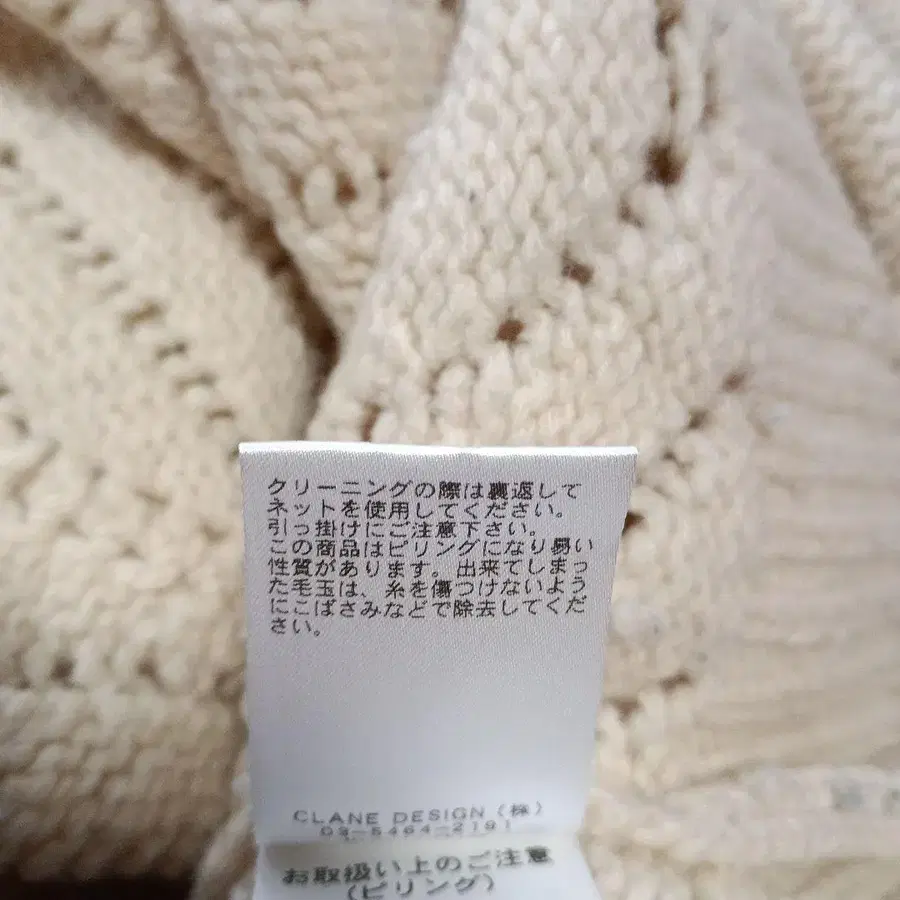 クリーニングの際は裏返して
ネットを使用してください。
引っ掛けにご注意下さい。
この商品はピリングになり易い
性質があります。出来てしまっ
た毛玉は、糸を傷つけないよう
にこばさみなどで除去してくだ
さい。
CLANE DESIGN (株)
03-5464-2191
お取扱い上のご注意
(ピリング)